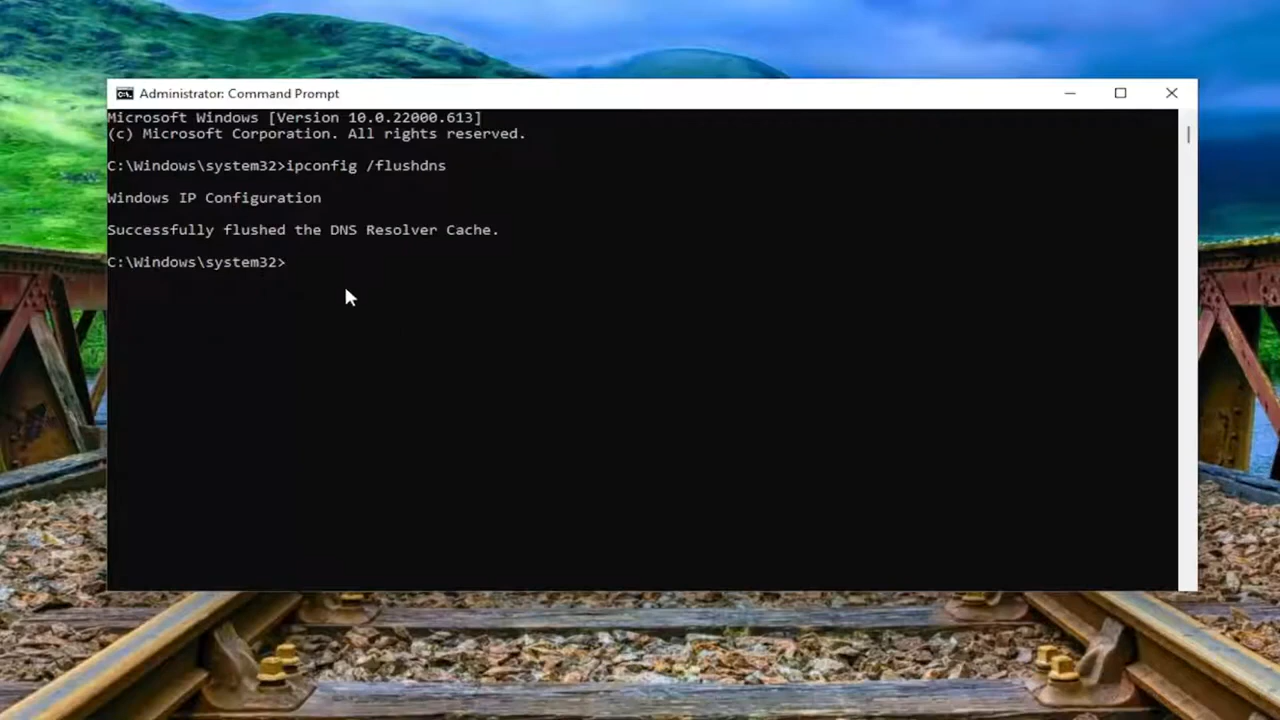 Administrator: Command Prompt
Microsoft Windows [Version 10.0.22000.613]
(c) Microsoft Corporation. All rights reserved.
C:\Windows\system32>ipconfig /flushdns
Windows IP Configuration
Successfully flushed the DNS Resolver Cache.
C:\Windows\system32>